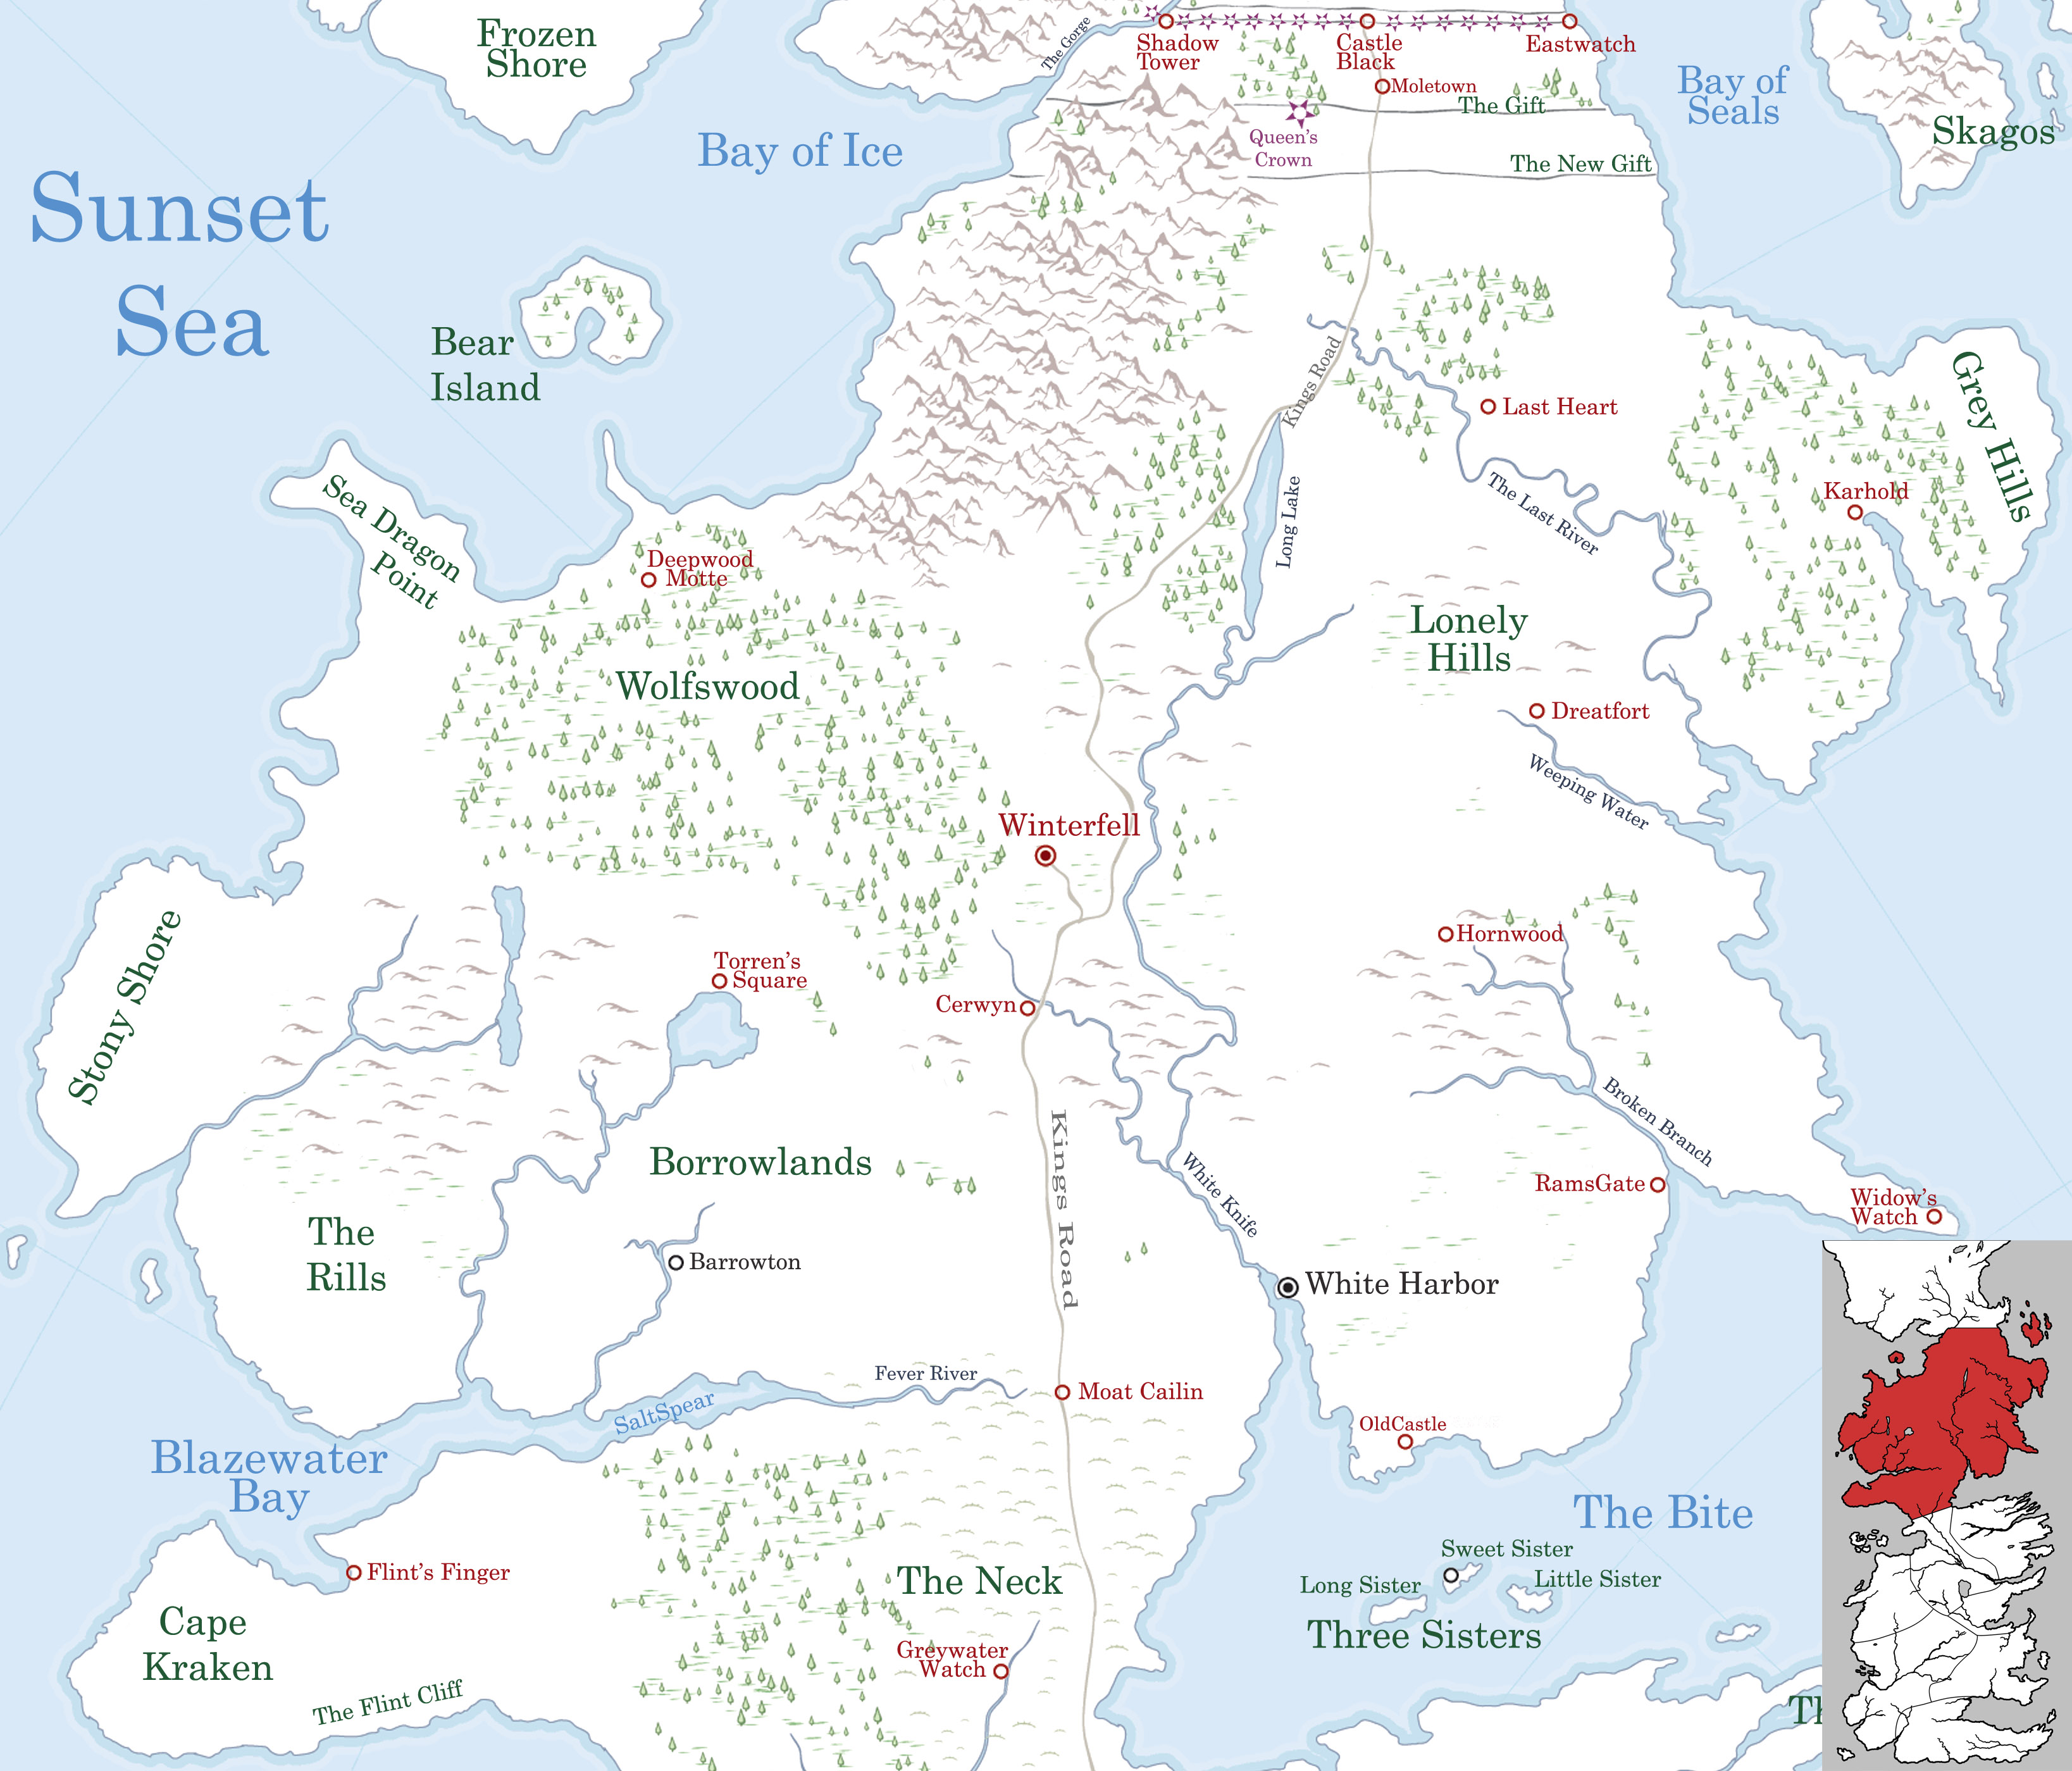 Frozen
Shore
The Gorge
Shadow
Tower
Castle
Black
Eastwatch
Moletown
The Gift
Queen's
Crown
The New Gift
Bay of
Seals
Skagos
Bay of Ice
Sunset
Sea
Bear
Island
Kings Road
Last Heart
Grey Hills
Karhold
Sea Dragon
Point
Long Lake
The Last River
Deepwood
Motte
Lonely
Hills
Wolfswood
Dreatfort
Weeping Water
Winterfell
Stony Shore
Hornwood
Torren's
Square
Cerwyn
Broken Branch
Kings Road
Borrowlands
White Knife
RamsGate
Widow's
Watch
The
Rills
Barrowton
White Harbor
Fever River
Moat Cailin
SaltSpear
OldCastle
Blazewater
Bay
The Bite
Flint's Finger
The Neck
Sweet Sister
Long Sister
Little Sister
Three Sisters
Cape
Kraken
Greywater
Watch
The Flint Cliff